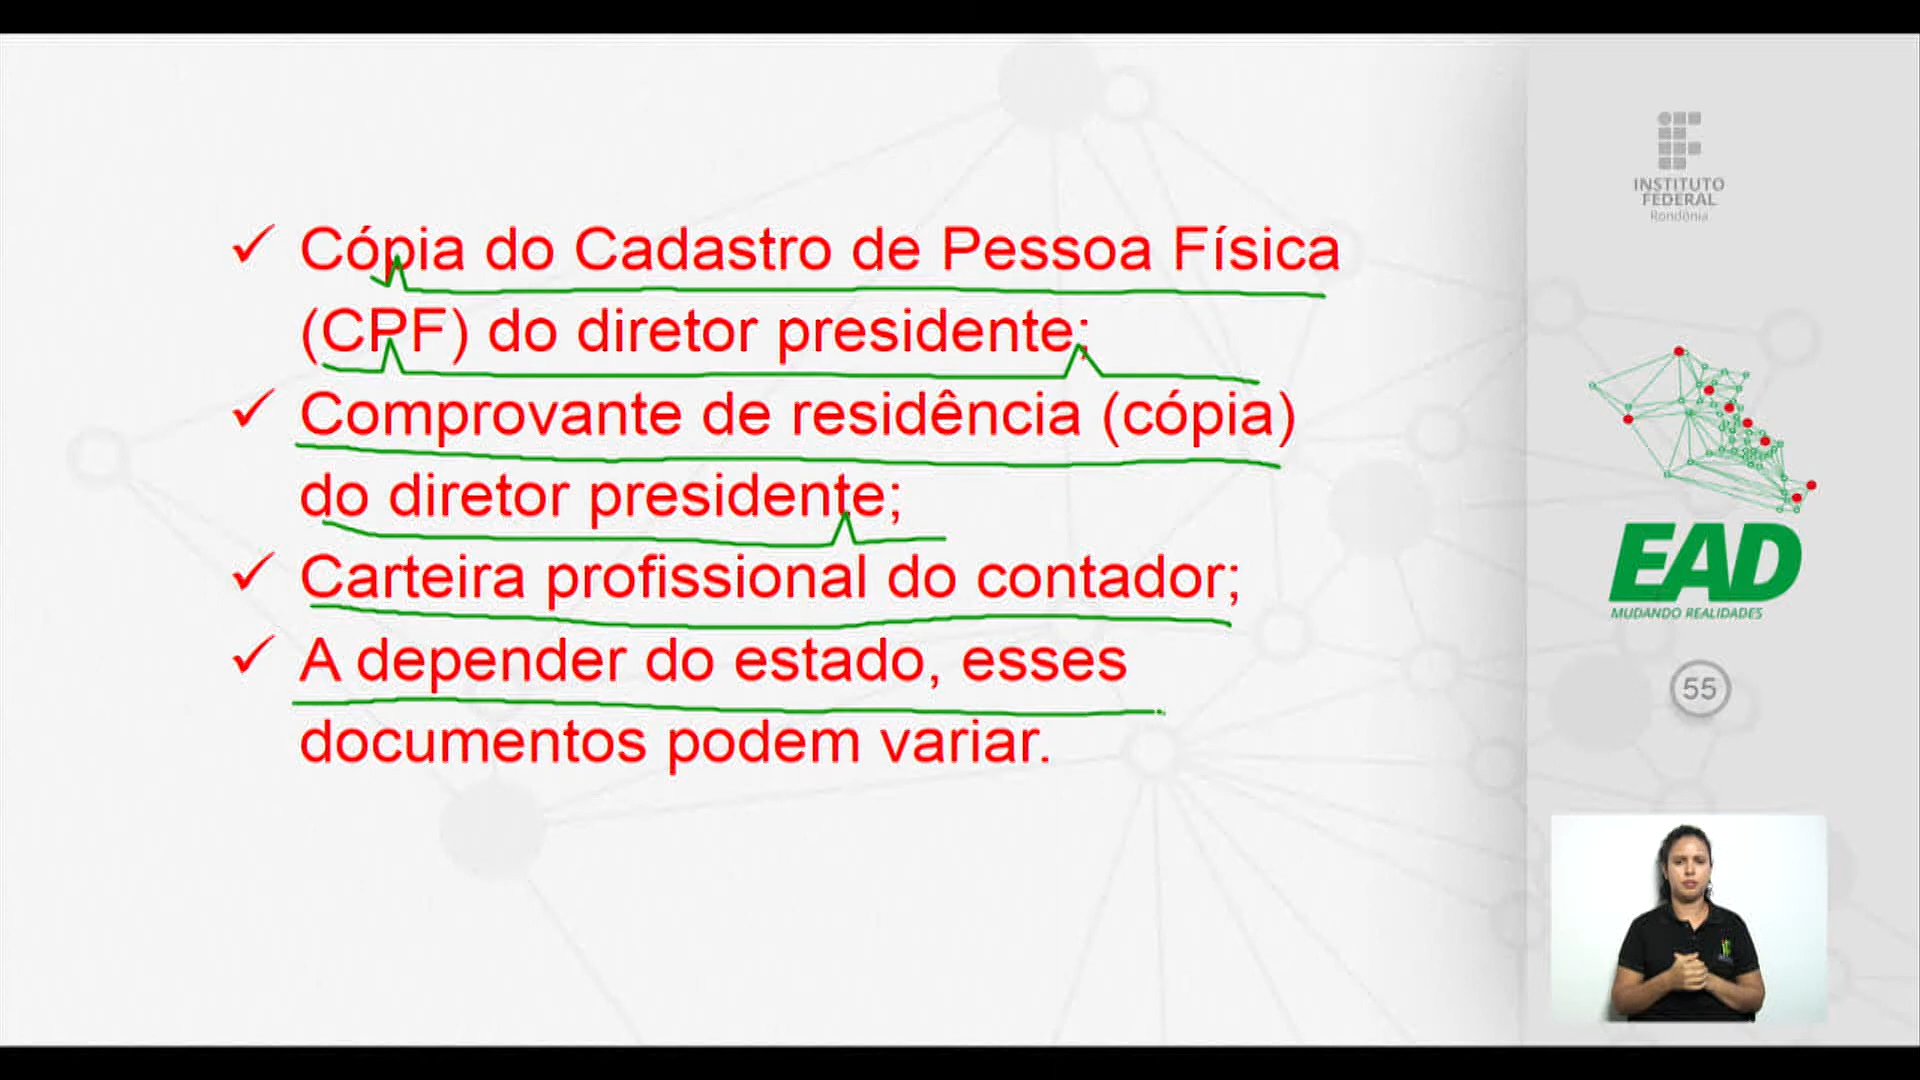 ✓ Cópia do Cadastro de Pessoa Física
(CPF) do diretor presidente;
✓ Comprovante de residência (cópia)
do diretor presidente;
✓ Carteira profissional do contador;
✓ A depender do estado, esses
documentos podem variar.
INSTITUTO
FEDERAL
Rondônia
EAD
MUDANDO REALIDADES
55